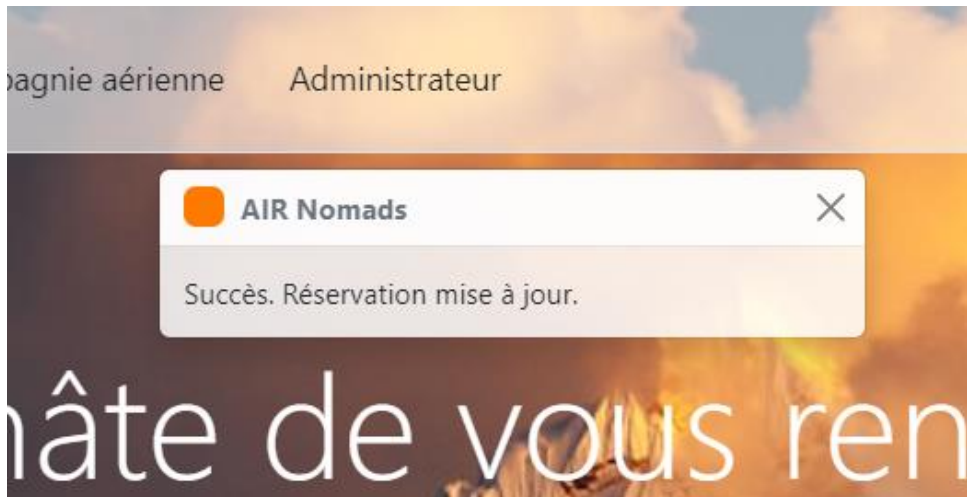 pagnie aérienne Administrateur
AIR Nomads
Succès. Réservation mise à jour.
hâte de vous ren